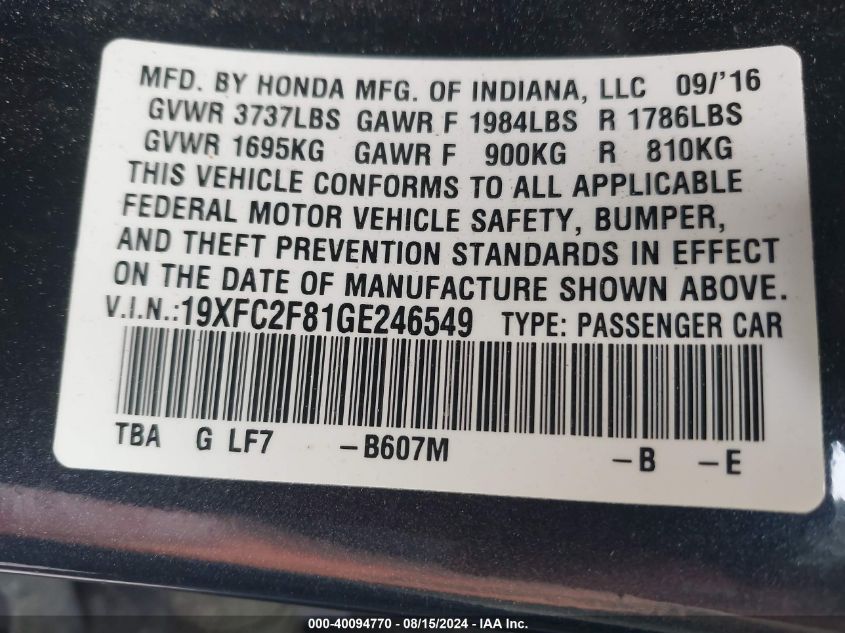 MFD. BY HONDA MFG. OF INDIANA, LLC 09/'16
GVWR 3737LBS GAWR F 1984LBS R 1786LBS
GVWR 1695KG GAWR F 900KG R 810KG
THIS VEHICLE CONFORMS TO ALL APPLICABLE
FEDERAL MOTOR VEHICLE SAFETY, BUMPER,
AND THEFT PREVENTION STANDARDS IN EFFECT
ON THE DATE OF MANUFACTURE SHOWN ABOVE.
V.I.N.:19XFC2F81GE246549 TYPE: PASSENGER CAR
TBA G LF7 -B607M -B -E
000-40094770 - 08/15/2024 - IAA Inc.